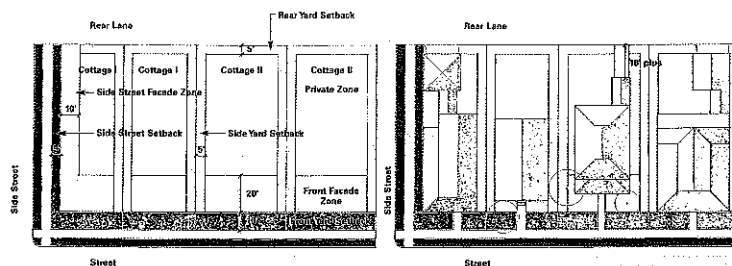 Rear Lane
Rear Yard Setback
5'
Cottage I
Cottage I
Cottage II
Cottage II
Private Zone
Side Street Facade Zone
10'
Side Street Setback
Side Yard Setback
5'
20'
Front Facade
Zone
Side Street
Street
Rear Lane
10' plus
Side Street
Street